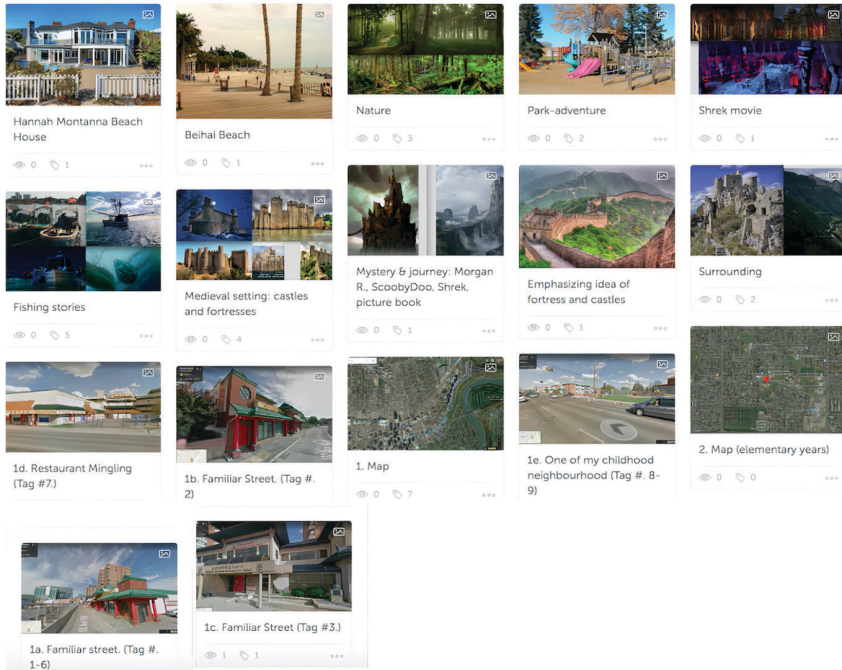 Hannah Montanna Beach
House
0 1
Beihai Beach
0 1
Nature
0 3
Park-adventure
0 2
Shrek movie
0 1
Fishing stories
0 5
Medieval setting: castles
and fortresses
0 4
Mystery & journey: Morgan
R., ScoobyDoo, Shrek,
picture book
0 1
Emphasizing idea of
fortress and castles
0 1
Surrounding
0 2
1d. Restaurant Mingling
(Tag #7.)
1b. Familiar Street. (Tag #.
2)
1. Map
0 7
1e. One of my childhood
neighbourhood (Tag #. 8-
9)
2. Map (elementary years)
0 0
1a. Familiar street. (Tag #.
1-6)
1c. Familiar Street (Tag #3.)
1 1